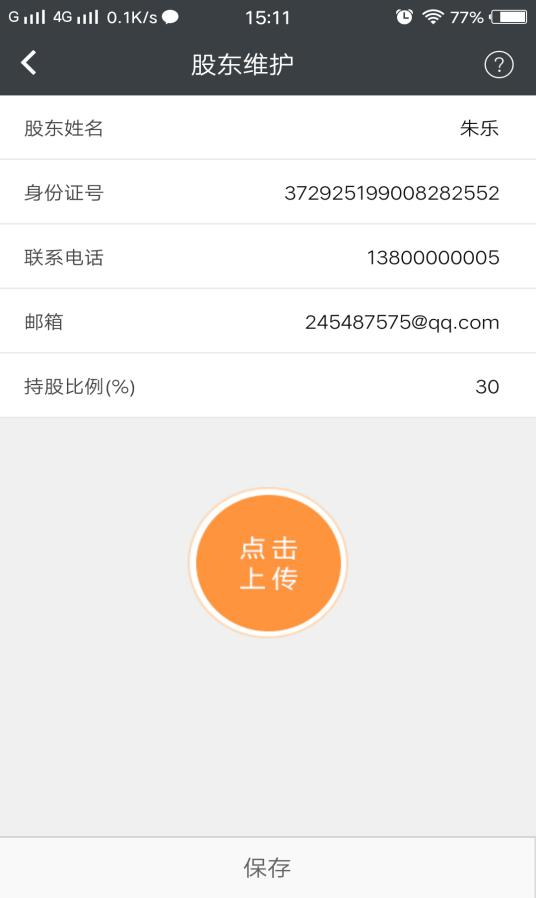 G 4G 0.1K/s 15:11 77%
股东维护 ?
股东姓名 朱乐
身份证号 372925199008282552
联系电话 13800000005
邮箱 245487575@qq.com
持股比例(%) 30
点击
上传
保存